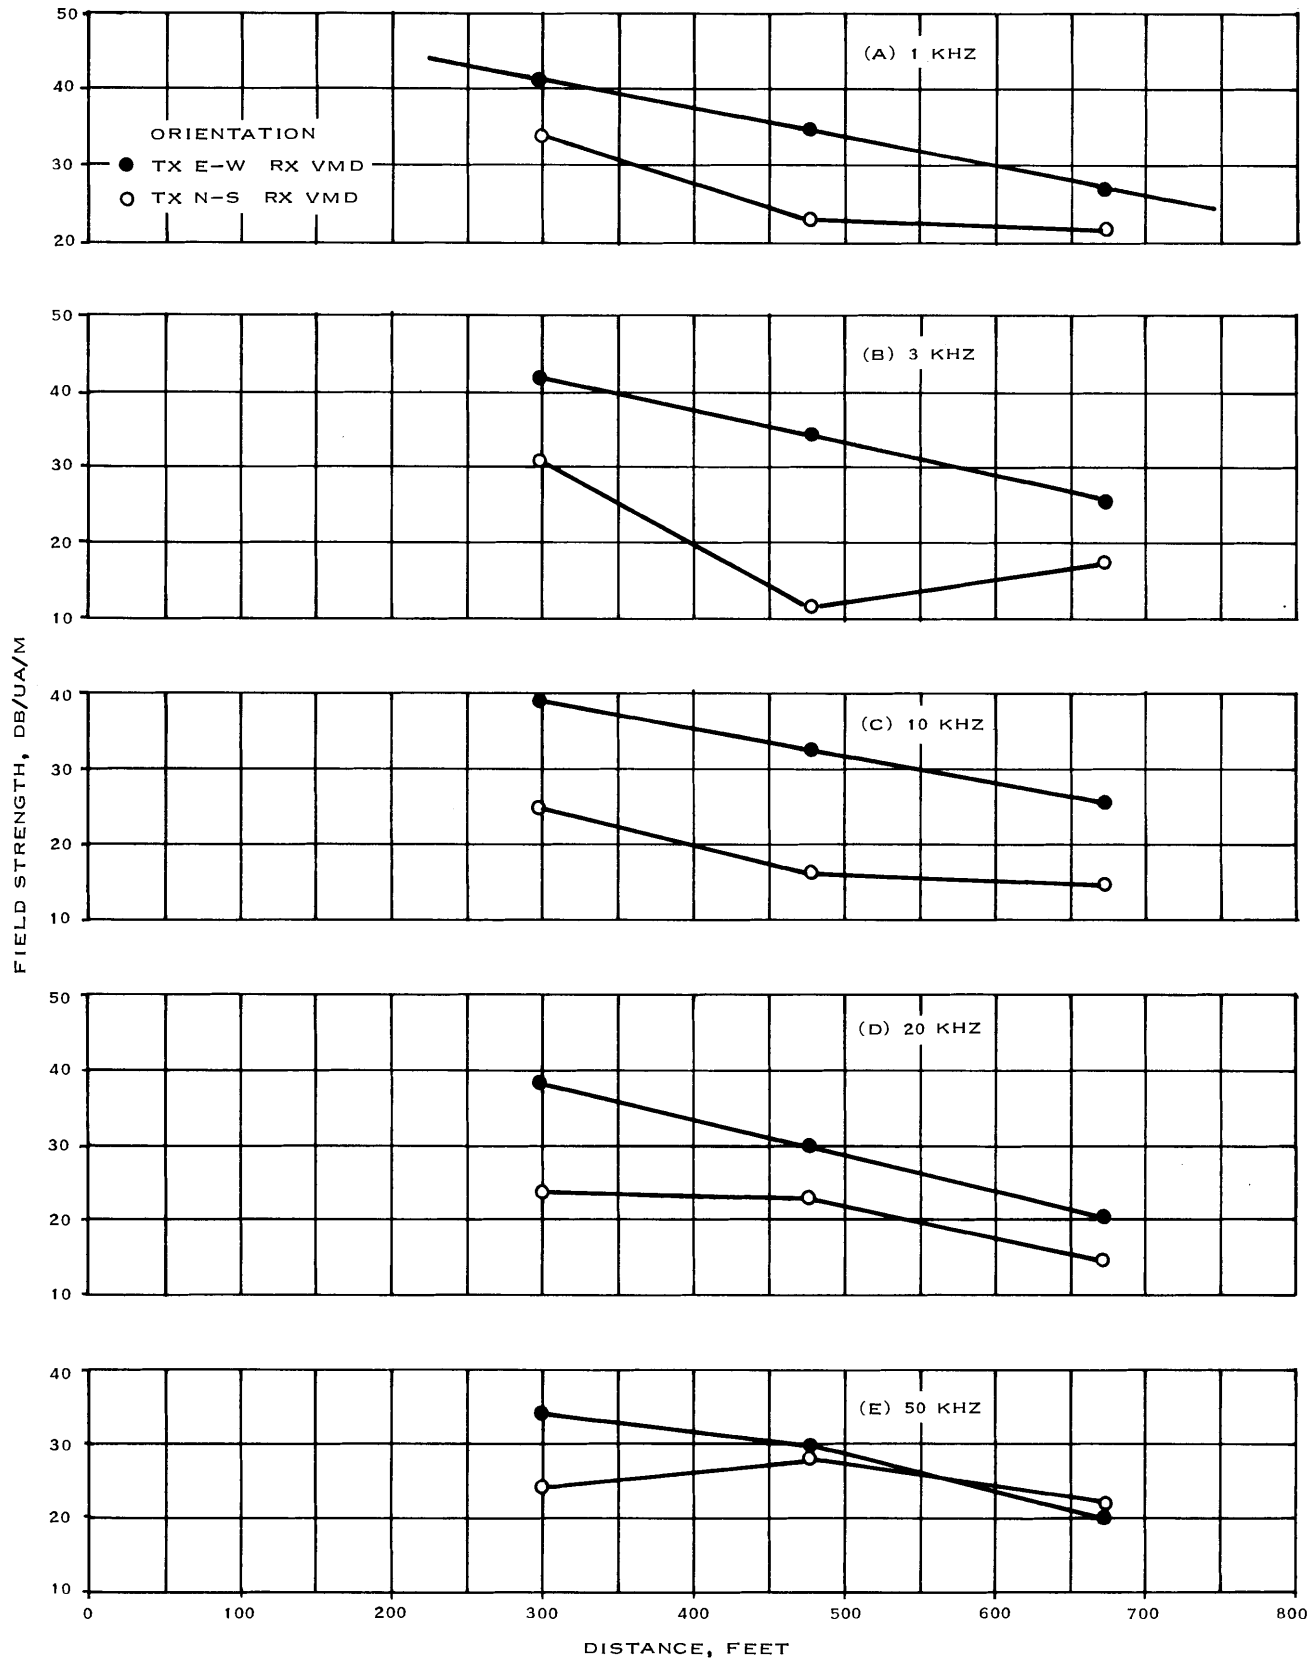 50
(A) 1 KHZ
40
ORIENTATION
30
TX E-W RX VMD
TX N-S RX VMD
20
50
(B) 3 KHZ
40
30
20
10
FIELD STRENGTH, DB/UA/M
40
(C) 10 KHZ
30
20
10
50
(D) 20 KHZ
40
30
20
10
40
(E) 50 KHZ
30
20
10
0 100 200 300 400 500 600 700 800
DISTANCE, FEET